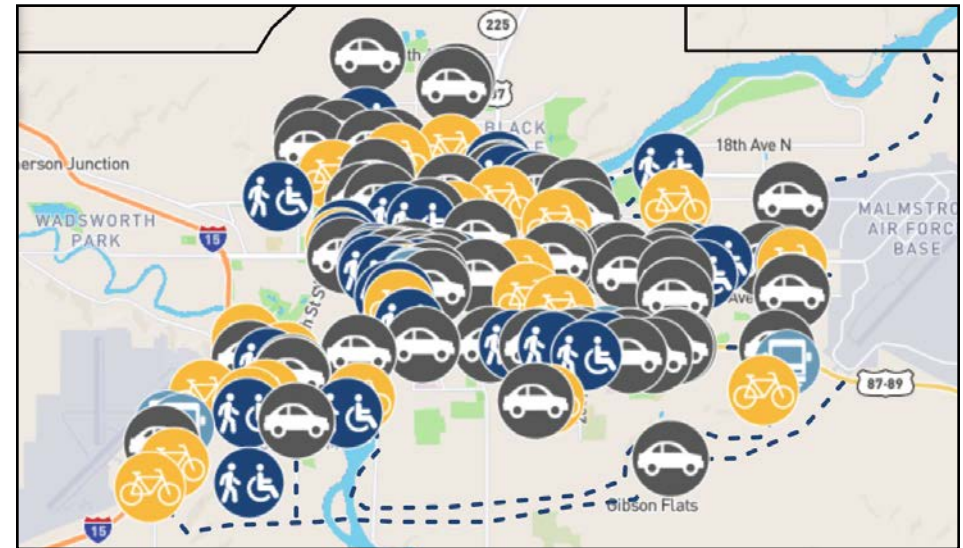 225
87
BLACK
18th Ave N
erson Junction
WADSWORTH
PARK
15
MALMSTRO
AIR FORC
BASE
Ave
87-89
Gibson Flats
15